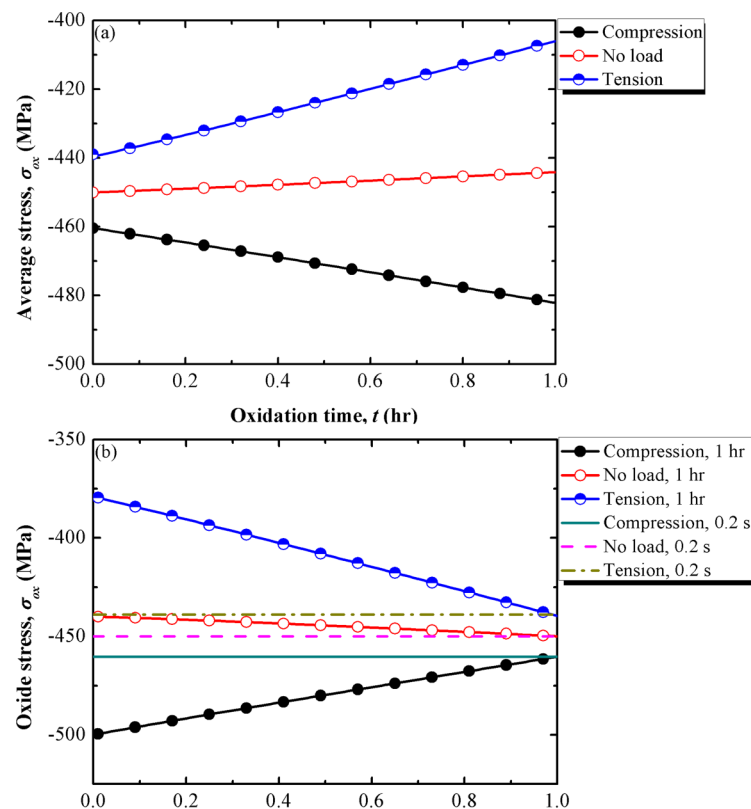 (a)
Compression
No load
Tension
-400
-420
-440
-460
-480
-500
Average stress, σox (MPa)
0.0 0.2 0.4 0.6 0.8 1.0
Oxidation time, t (hr)
(b)
Compression, 1 hr
No load, 1 hr
Tension, 1 hr
Compression, 0.2 s
No load, 0.2 s
Tension, 0.2 s
-350
-400
-450
-500
Oxide stress, σox (MPa)
0.0 0.2 0.4 0.6 0.8 1.0